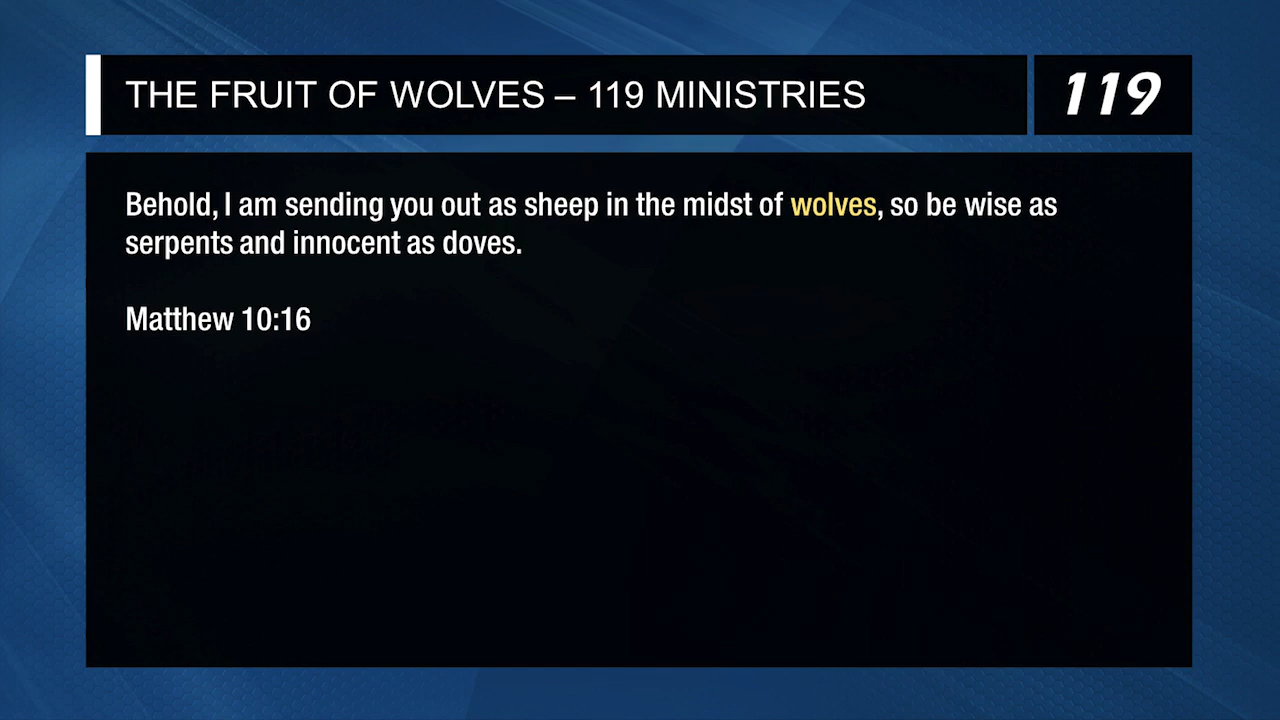 THE FRUIT OF WOLVES – 119 MINISTRIES
119
Behold, I am sending you out as sheep in the midst of wolves, so be wise as
serpents and innocent as doves.
Matthew 10:16